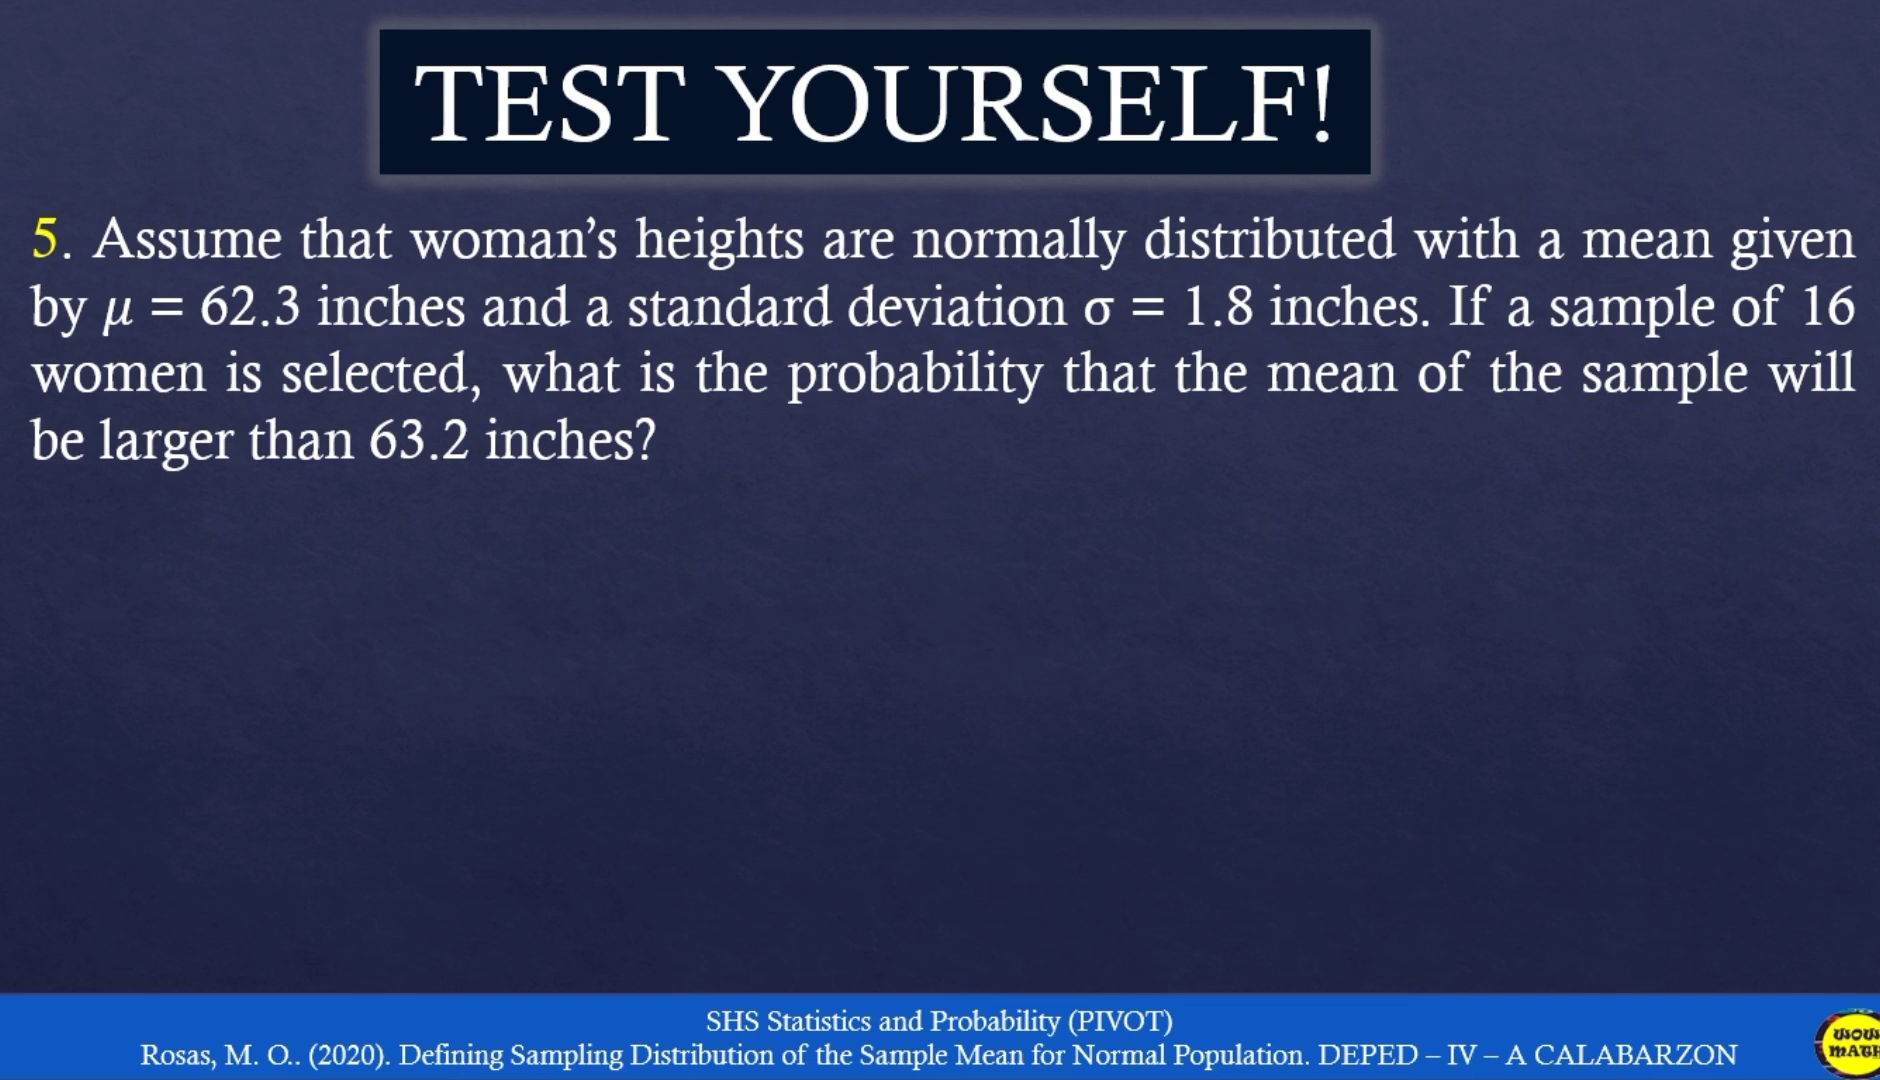 TEST YOURSELF!
5. Assume that woman’s heights are normally distributed with a mean given
by μ = 62.3 inches and a standard deviation σ = 1.8 inches. If a sample of 16
women is selected, what is the probability that the mean of the sample will
be larger than 63.2 inches?
SHS Statistics and Probability (PIVOT)
Rosas, M. O.. (2020). Defining Sampling Distribution of the Sample Mean for Normal Population. DEPED – IV – A CALABARZON
WOW
MATH